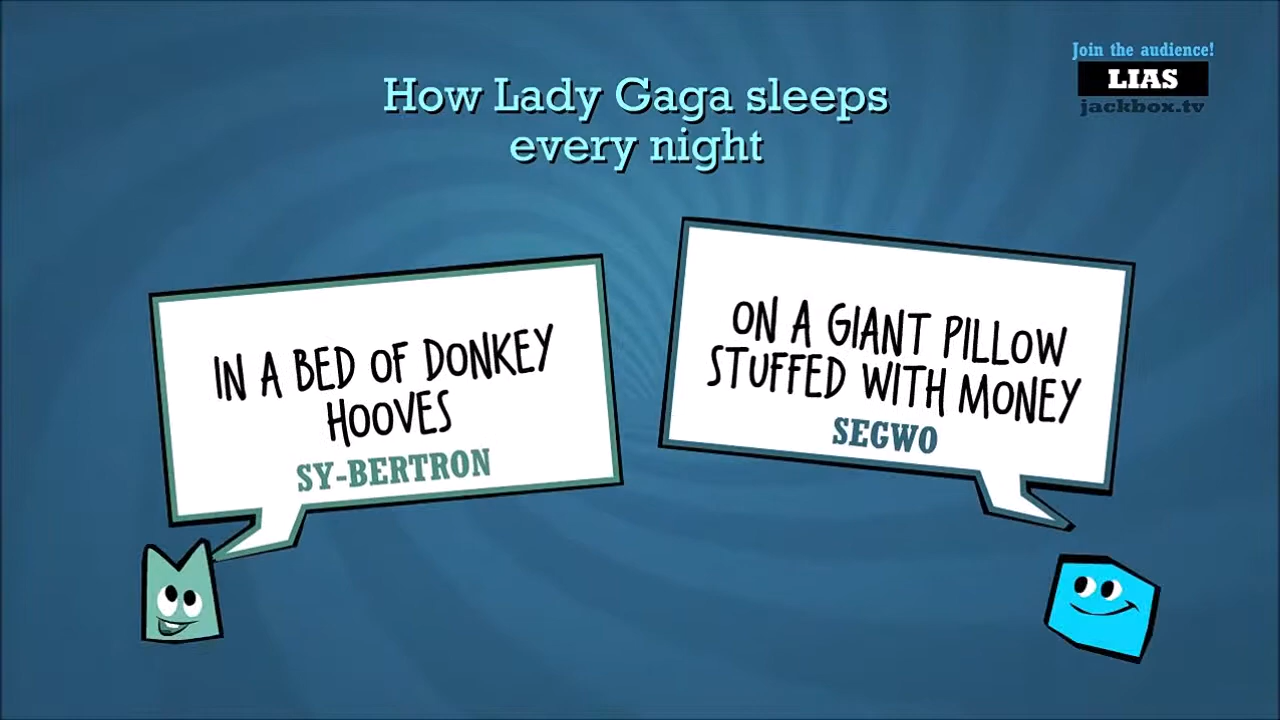 Join the audience!
LIAS
jackbox.tv
How Lady Gaga sleeps
every night
IN A BED OF DONKEY
HOOVES
SY-BERTRON
ON A GIANT PILLOW
STUFFED WITH MONEY
SEGWO